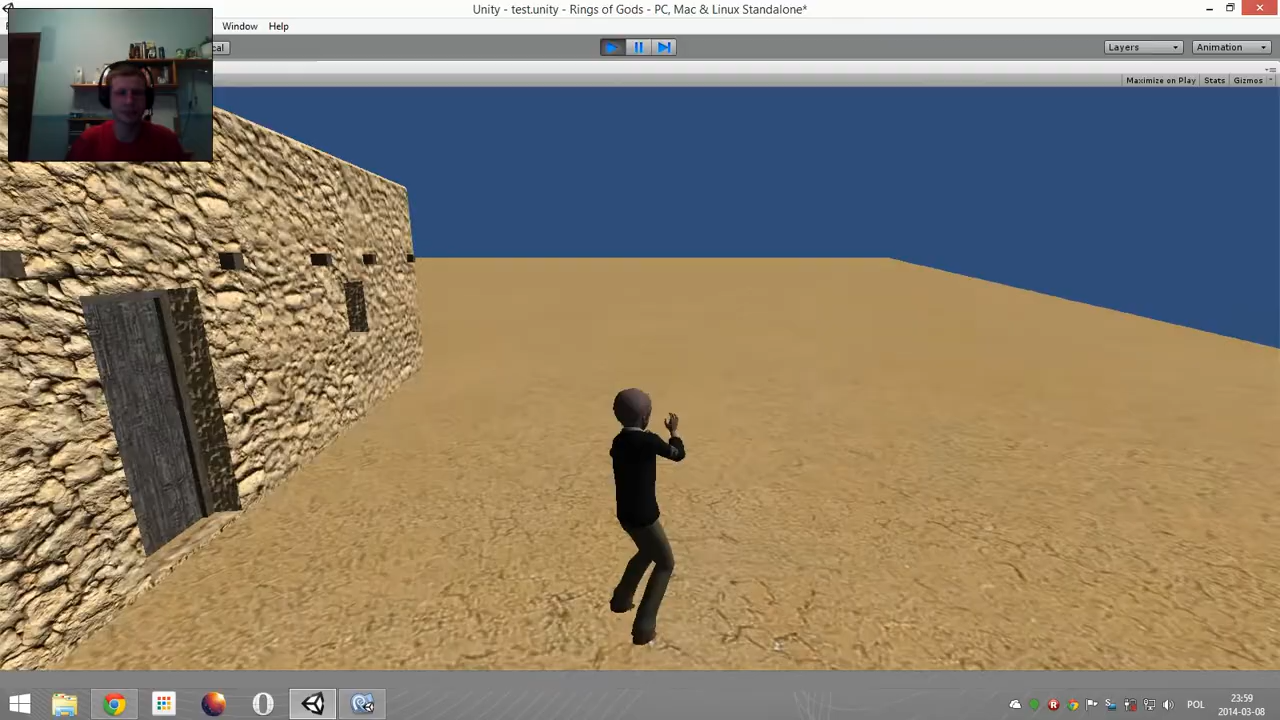 Unity - test.unity - Rings of Gods - PC, Mac & Linux Standalone*
Window Help
cal
Layers Animation
Maximize on Play Stats Gizmos
POL
23:59
2014-03-08